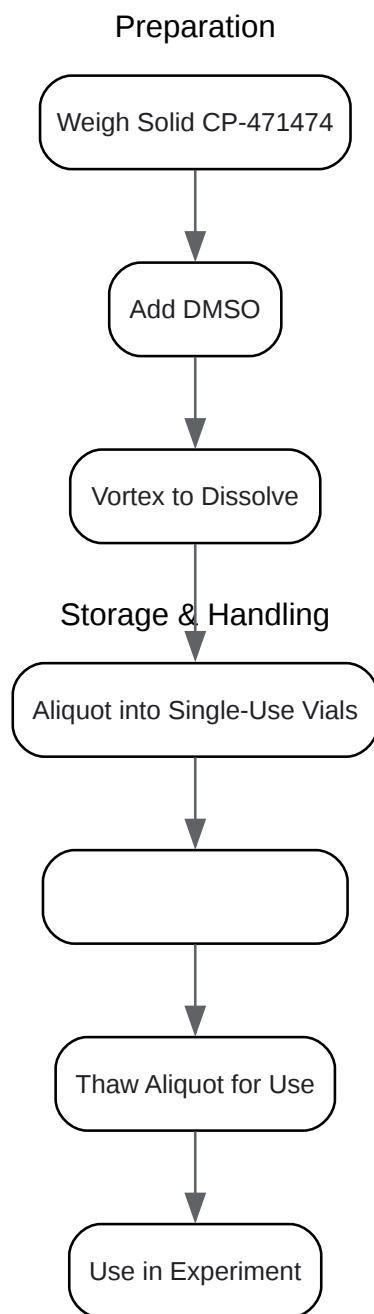 Preparation
Weigh Solid CP-471474
Add DMSO
Vortex to Dissolve
Storage & Handling
Aliquot into Single-Use Vials
Thaw Aliquot for Use
Use in Experiment